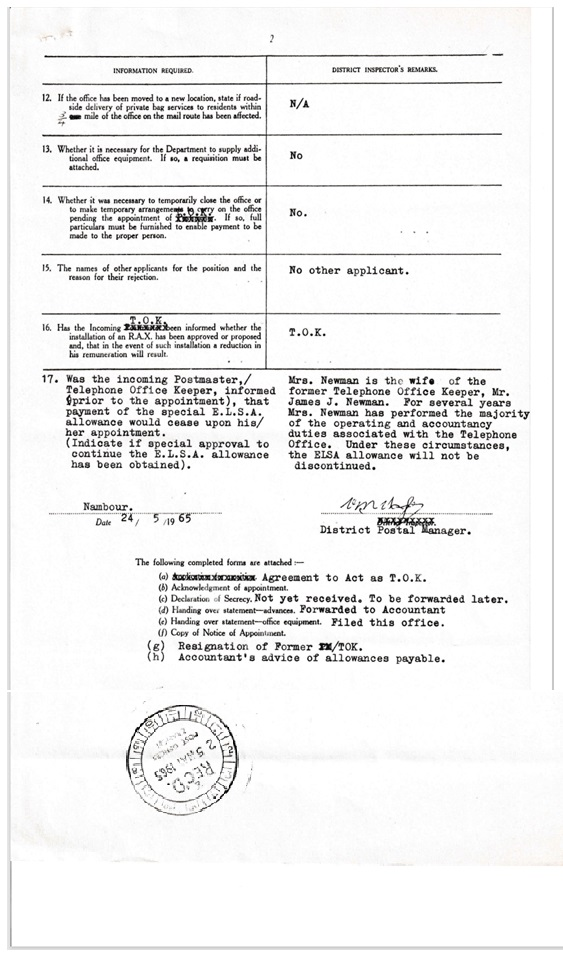 2
INFORMATION REQUIRED.
DISTRICT INSPECTOR'S REMARKS.
12. If the office has been moved to a new location, state if road-
side delivery of private bag services to residents within
3/4 mile of the office on the mail route has been affected.
N/A
13. Whether it is necessary for the Department to supply addi-
tional office equipment. If so, a requisition must be
attached.
No
14. Whether it was necessary to temporarily close the office or
to make temporary arrangements to carry on the office
pending the appointment of If so, full
particulars must be furnished to enable payment to be
made to the proper person.
No.
15. The names of other applicants for the position and the
reason for their rejection.
No other applicant.
T.O.K.
16. Has the Incoming been informed whether the
installation of an R.A.X. has been approved or proposed
and, that in the event of such installation a reduction in
his remuneration will result.
T.O.K.
17. Was the incoming Postmaster,/
Telephone Office Keeper, informed
(prior to the appointment), that
payment of the special E.L.S.A.
allowance would cease upon his/
her appointment.
(Indicate if special approval to
continue the E.L.S.A. allowance
has been obtained).
Mrs. Newman is the wife of the
former Telephone Office Keeper, Mr.
James J. Newman. For several years
Mrs. Newman has performed the majority
of the operating and accountancy
duties associated with the Telephone
Office. Under these circumstances,
the ELSA allowance will not be
discontinued.
Nambour.
Date 24/ 5/1965
District Postal Manager.
The following completed forms are attached :—
(a) Agreement to Act as T.O.K.
(b) Acknowledgment of appointment.
(c) Declaration of Secrecy. Not yet received. To be forwarded later.
(d) Handing over statement—advances. Forwarded to Accountant
(e) Handing over statement—office equipment. Filed this office.
(f) Copy of Notice of Appointment.
(g) Resignation of Former /TOK.
(h) Accountant's advice of allowances payable.
REC'D.
1965